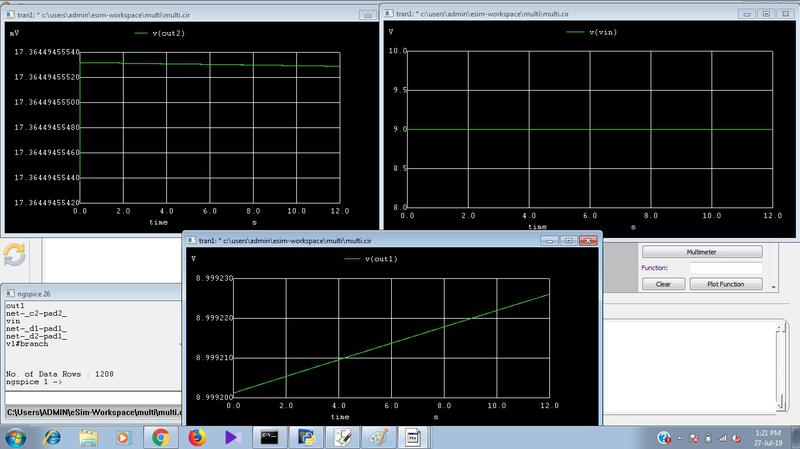 tran1: " c:\users\admin\esim-workspace\multi\multi.cir
mV
v(out2)
17.36449455540
17.36449455520
17.36449455500
17.36449455480
17.36449455460
17.36449455440
17.36449455420
0.0 2.0 4.0 6.0 8.0 10.0 12.0
time s
tran1: " c:\users\admin\esim-workspace\multi\multi.cir
V
v(vin)
10.0
9.5
9.0
8.5
8.0
0.0 2.0 4.0 6.0 8.0 10.0 12.0
time s
tran1: " c:\users\admin\esim-workspace\multi\multi.cir
V
v(out1)
8.999230
8.999220
8.999210
8.999200
0.0 2.0 4.0 6.0 8.0 10.0 12.0
time s
Multimeter
Function:
Clear Plot Function
ngspice 26
out1
net-_c2-pad2_
vin
net-_d1-pad1_
net-_d2-pad1_
v1#branch
No. of Data Rows : 1208
ngspice 1 ->
C:\Users\ADMIN\eSim-Workspace\multi\multi.c
1:21 PM
27-Jul-19